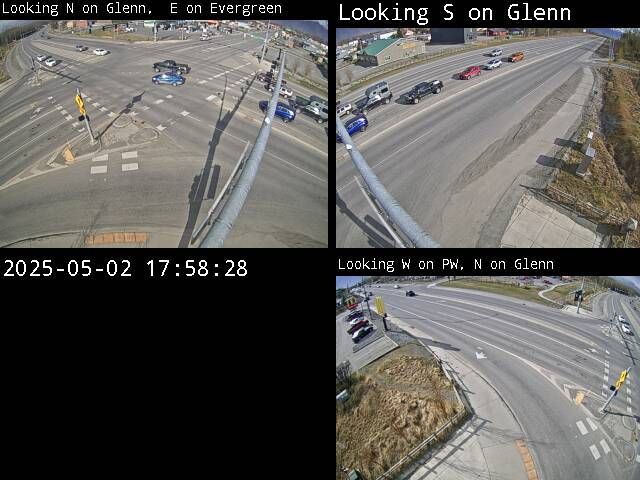 Looking N on Glenn, E on Evergreen
Looking S on Glenn
2025-05-02 17:58:28
Looking W on PW, N on Glenn